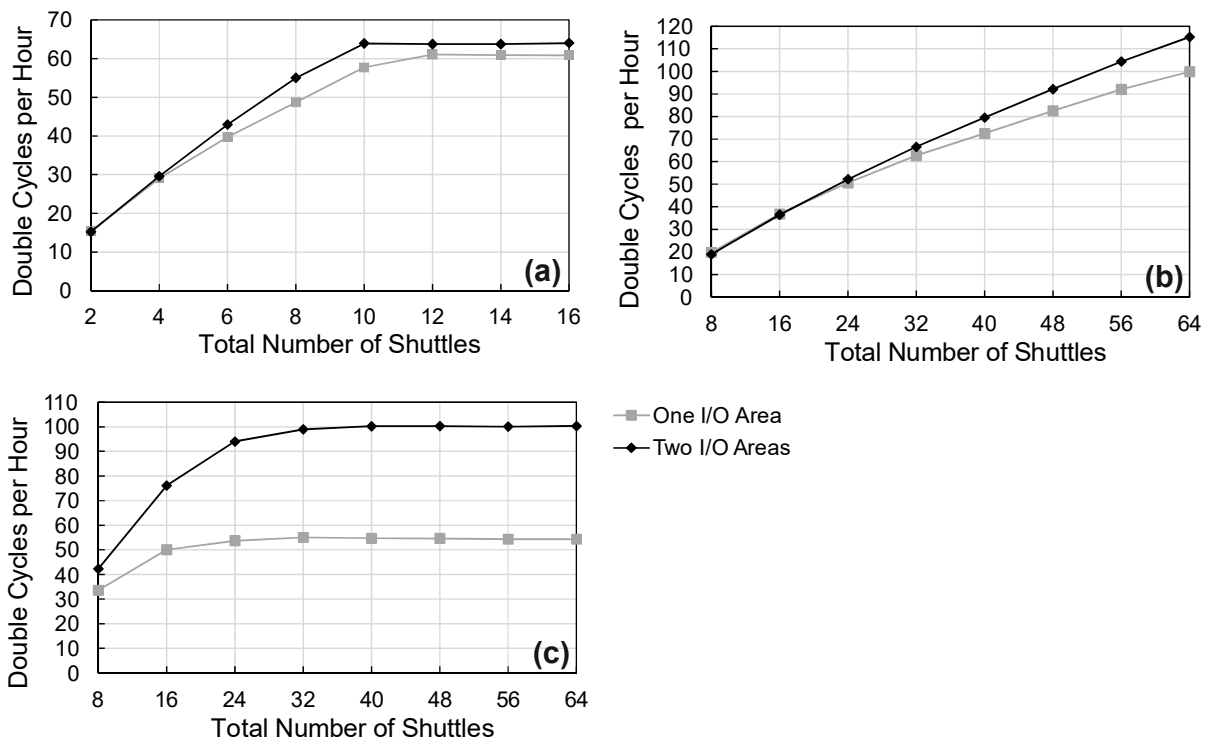 Double Cycles per Hour
70
60
50
40
30
20
10
0
(a)
2 4 6 8 10 12 14 16
Total Number of Shuttles
Double Cycles per Hour
120
110
100
90
80
70
60
50
40
30
20
10
0
(b)
8 16 24 32 40 48 56 64
Total Number of Shuttles
Double Cycles per Hour
110
100
90
80
70
60
50
40
30
20
10
0
(c)
8 16 24 32 40 48 56 64
Total Number of Shuttles
One I/O Area
Two I/O Areas